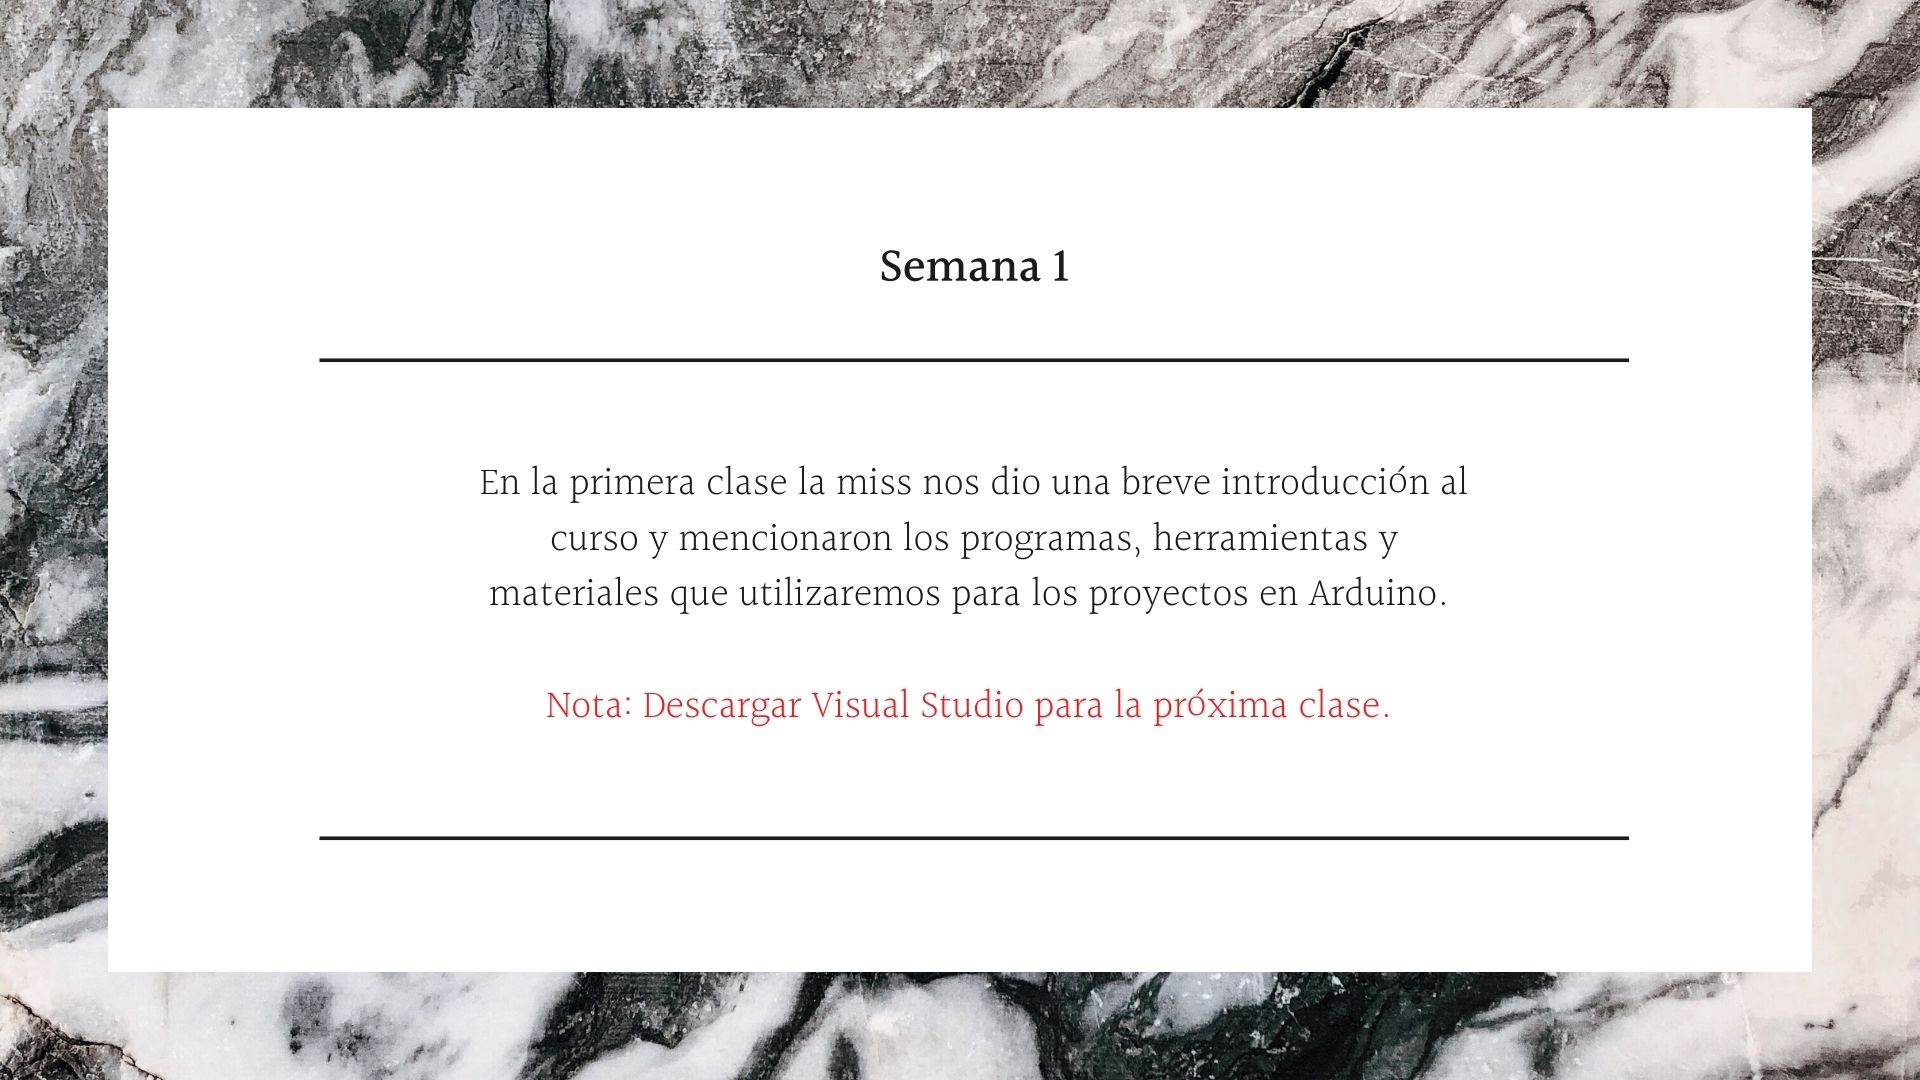 Semana 1
En la primera clase la miss nos dio una breve introducción al
curso y mencionaron los programas, herramientas y
materiales que utilizaremos para los proyectos en Arduino.
Nota: Descargar Visual Studio para la próxima clase.